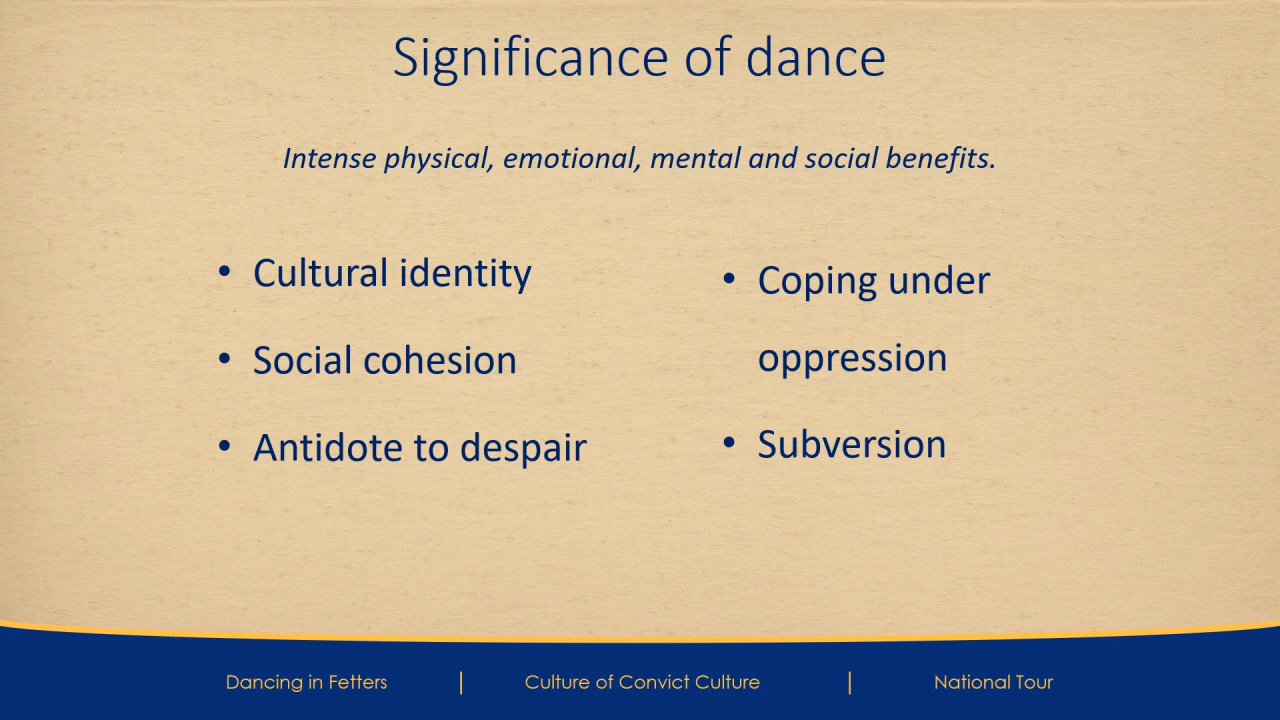 Significance of dance
Intense physical, emotional, mental and social benefits.
• Cultural identity
• Social cohesion
• Antidote to despair
• Coping under
oppression
• Subversion
Dancing in Fetters | Culture of Convict Culture | National Tour